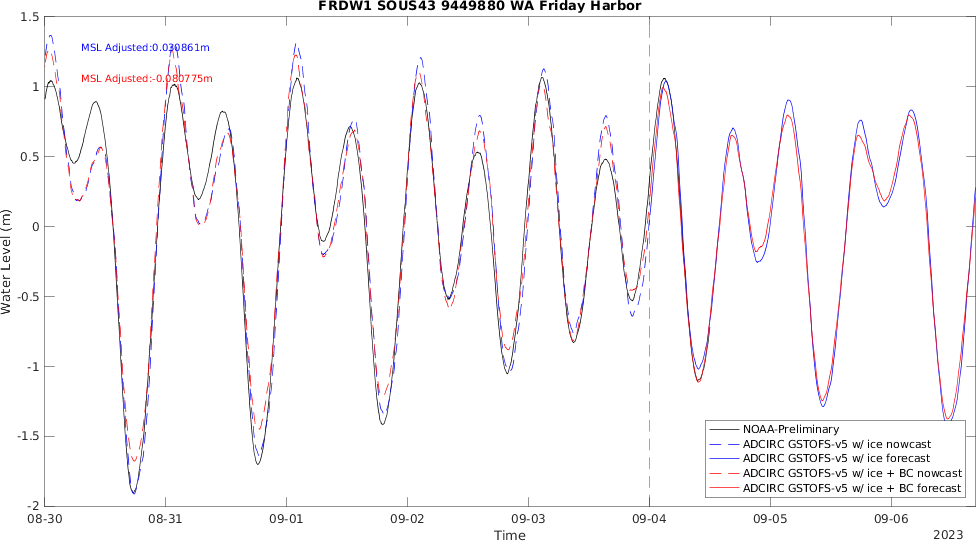 FRDW1 SOUS43 9449880 WA Friday Harbor
MSL Adjusted:0.030861m
MSL Adjusted:-0.080775m
1.5
1
0.5
0
-0.5
-1
-1.5
-2
Water Level (m)
NOAA-Preliminary
ADCIRC GSTOFS-v5 w/ ice nowcast
ADCIRC GSTOFS-v5 w/ ice forecast
ADCIRC GSTOFS-v5 w/ ice + BC nowcast
ADCIRC GSTOFS-v5 w/ ice + BC forecast
08-30 08-31 09-01 09-02 09-03 09-04 09-05 09-06
Time
2023